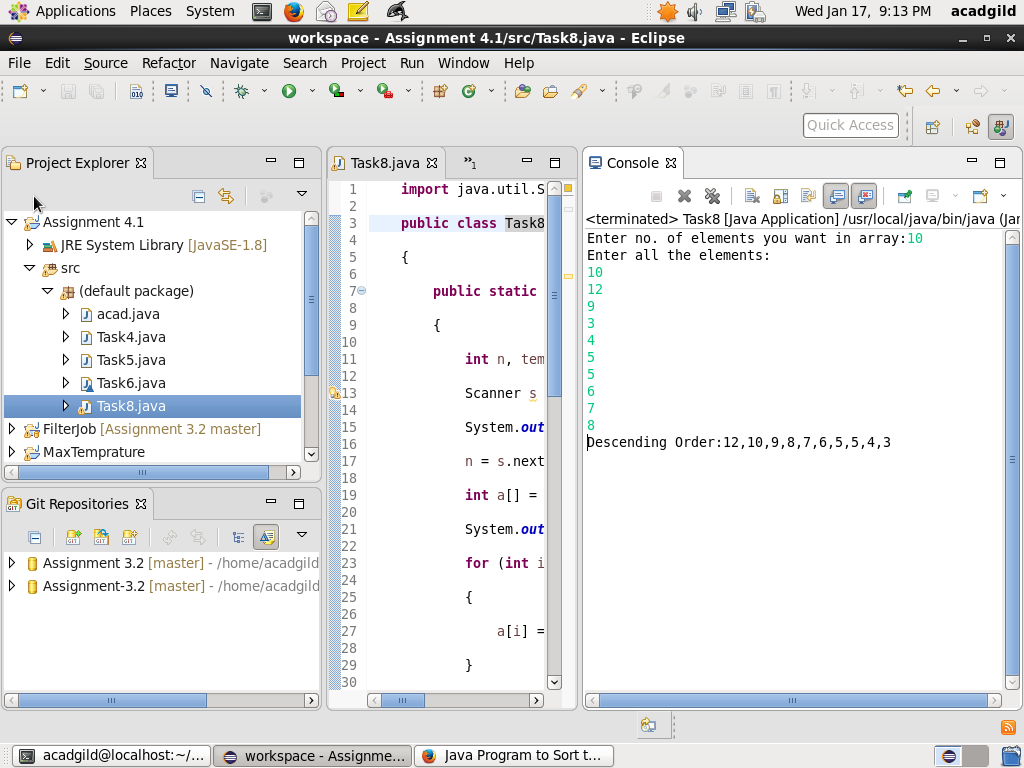 Applications Places System Wed Jan 17, 9:13 PM acadgild
workspace - Assignment 4.1/src/Task8.java - Eclipse
File Edit Source Refactor Navigate Search Project Run Window Help
Quick Access
Project Explorer
Assignment 4.1
JRE System Library [JavaSE-1.8]
src
(default package)
acad.java
Task4.java
Task5.java
Task6.java
Task8.java
FilterJob [Assignment 3.2 master]
MaxTemprature
Git Repositories
Assignment 3.2 [master] - /home/acadgild
Assignment-3.2 [master] - /home/acadgild
Task8.java »1
1 import java.util.S
2
3 public class Task8
4
5 {
6
7 public static
8
9 {
10
11 int n, tem
12
13 Scanner s
14
15 System.out
16
17 n = s.next
18
19 int a[] =
20
21 System.out
22
23 for (int i
24
25 {
26
27 a[i] =
28
29 }
30
Console
<terminated> Task8 [Java Application] /usr/local/java/bin/java (Jar
Enter no. of elements you want in array:10
Enter all the elements:
10
12
9
3
4
5
5
6
7
8
Descending Order:12,10,9,8,7,6,5,5,4,3
acadgild@localhost:~/... workspace - Assignme... Java Program to Sort t...